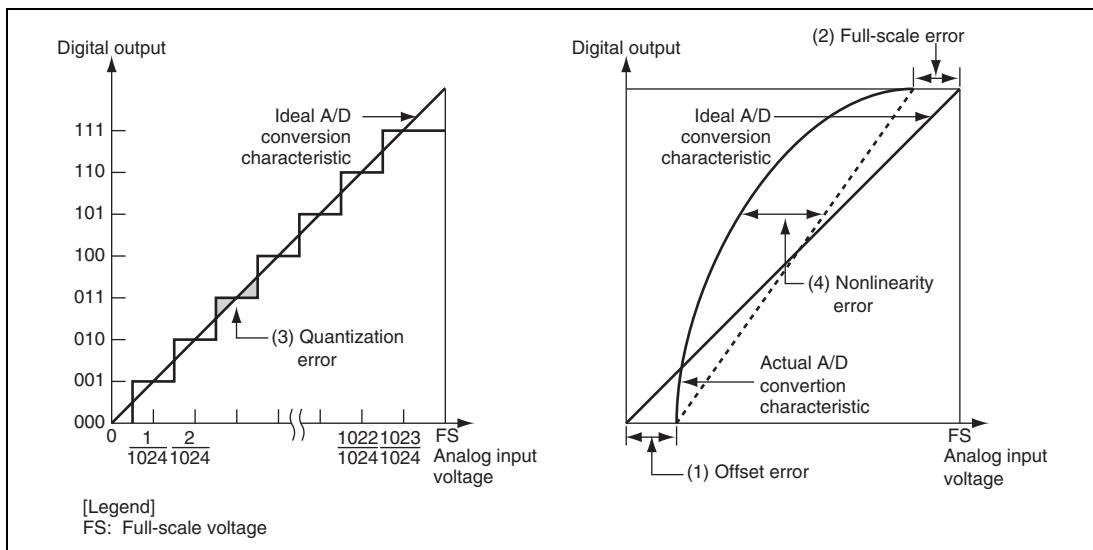 Digital output
Ideal A/D
conversion
characteristic
111
110
101
100
011
010
001
000
(3) Quantization
error
0
1
1024
2
1024
1022
1024
1023
1024
FS
Analog input
voltage
[Legend]
FS: Full-scale voltage
Digital output
(2) Full-scale error
Ideal A/D
conversion
characteristic
(4) Nonlinearity
error
Actual A/D
convertion
characteristic
FS
Analog input
voltage
(1) Offset error